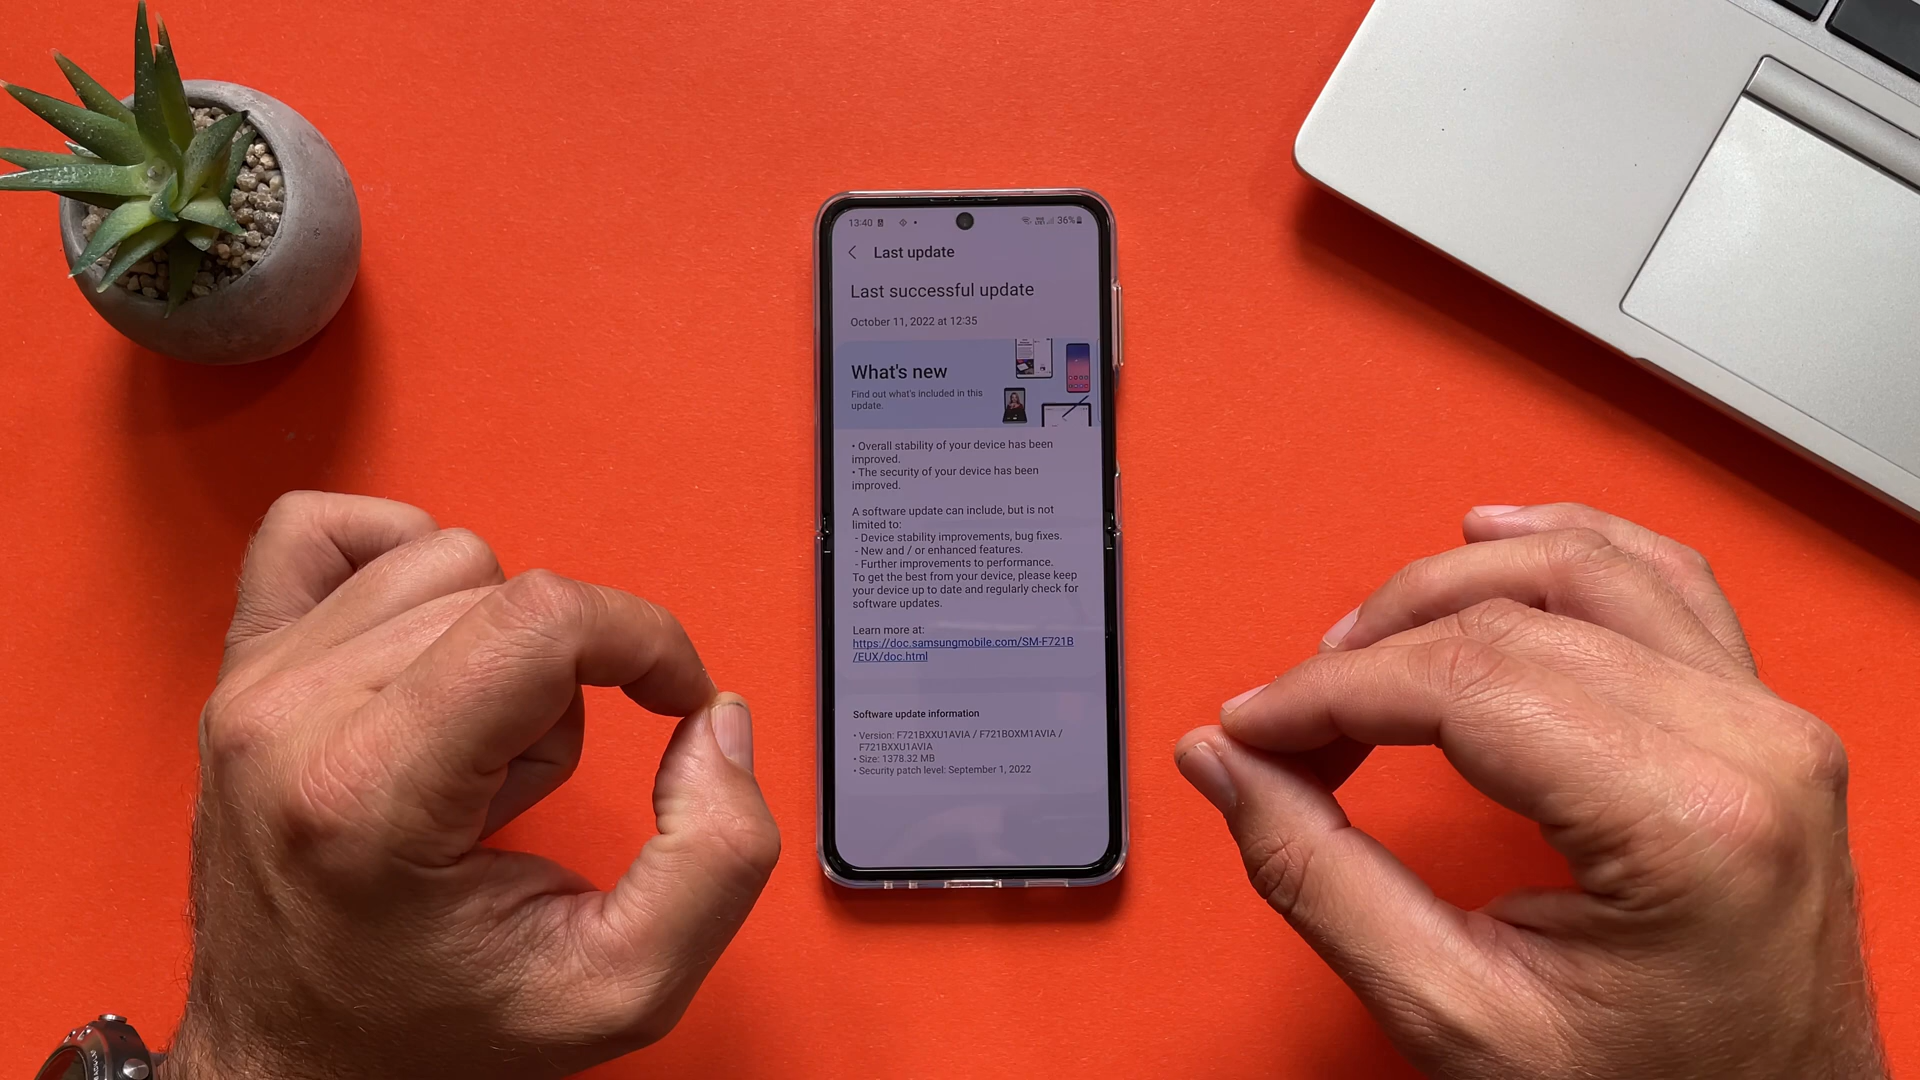 13:40
36%
Last update
Last successful update
October 11, 2022 at 12:35
What's new
Find out what's included in this
update.
• Overall stability of your device has been
improved.
• The security of your device has been
improved.
A software update can include, but is not
limited to:
- Device stability improvements, bug fixes.
- New and / or enhanced features.
- Further improvements to performance.
To get the best from your device, please keep
your device up to date and regularly check for
software updates.
Learn more at:
https://doc.samsungmobile.com/SM-F721B
/EUX/doc.html
Software update information
• Version: F721BXXU1AVIA / F721BOXM1AVIA /
F721BXXU1AVIA
• Size: 1378.32 MB
• Security patch level: September 1, 2022